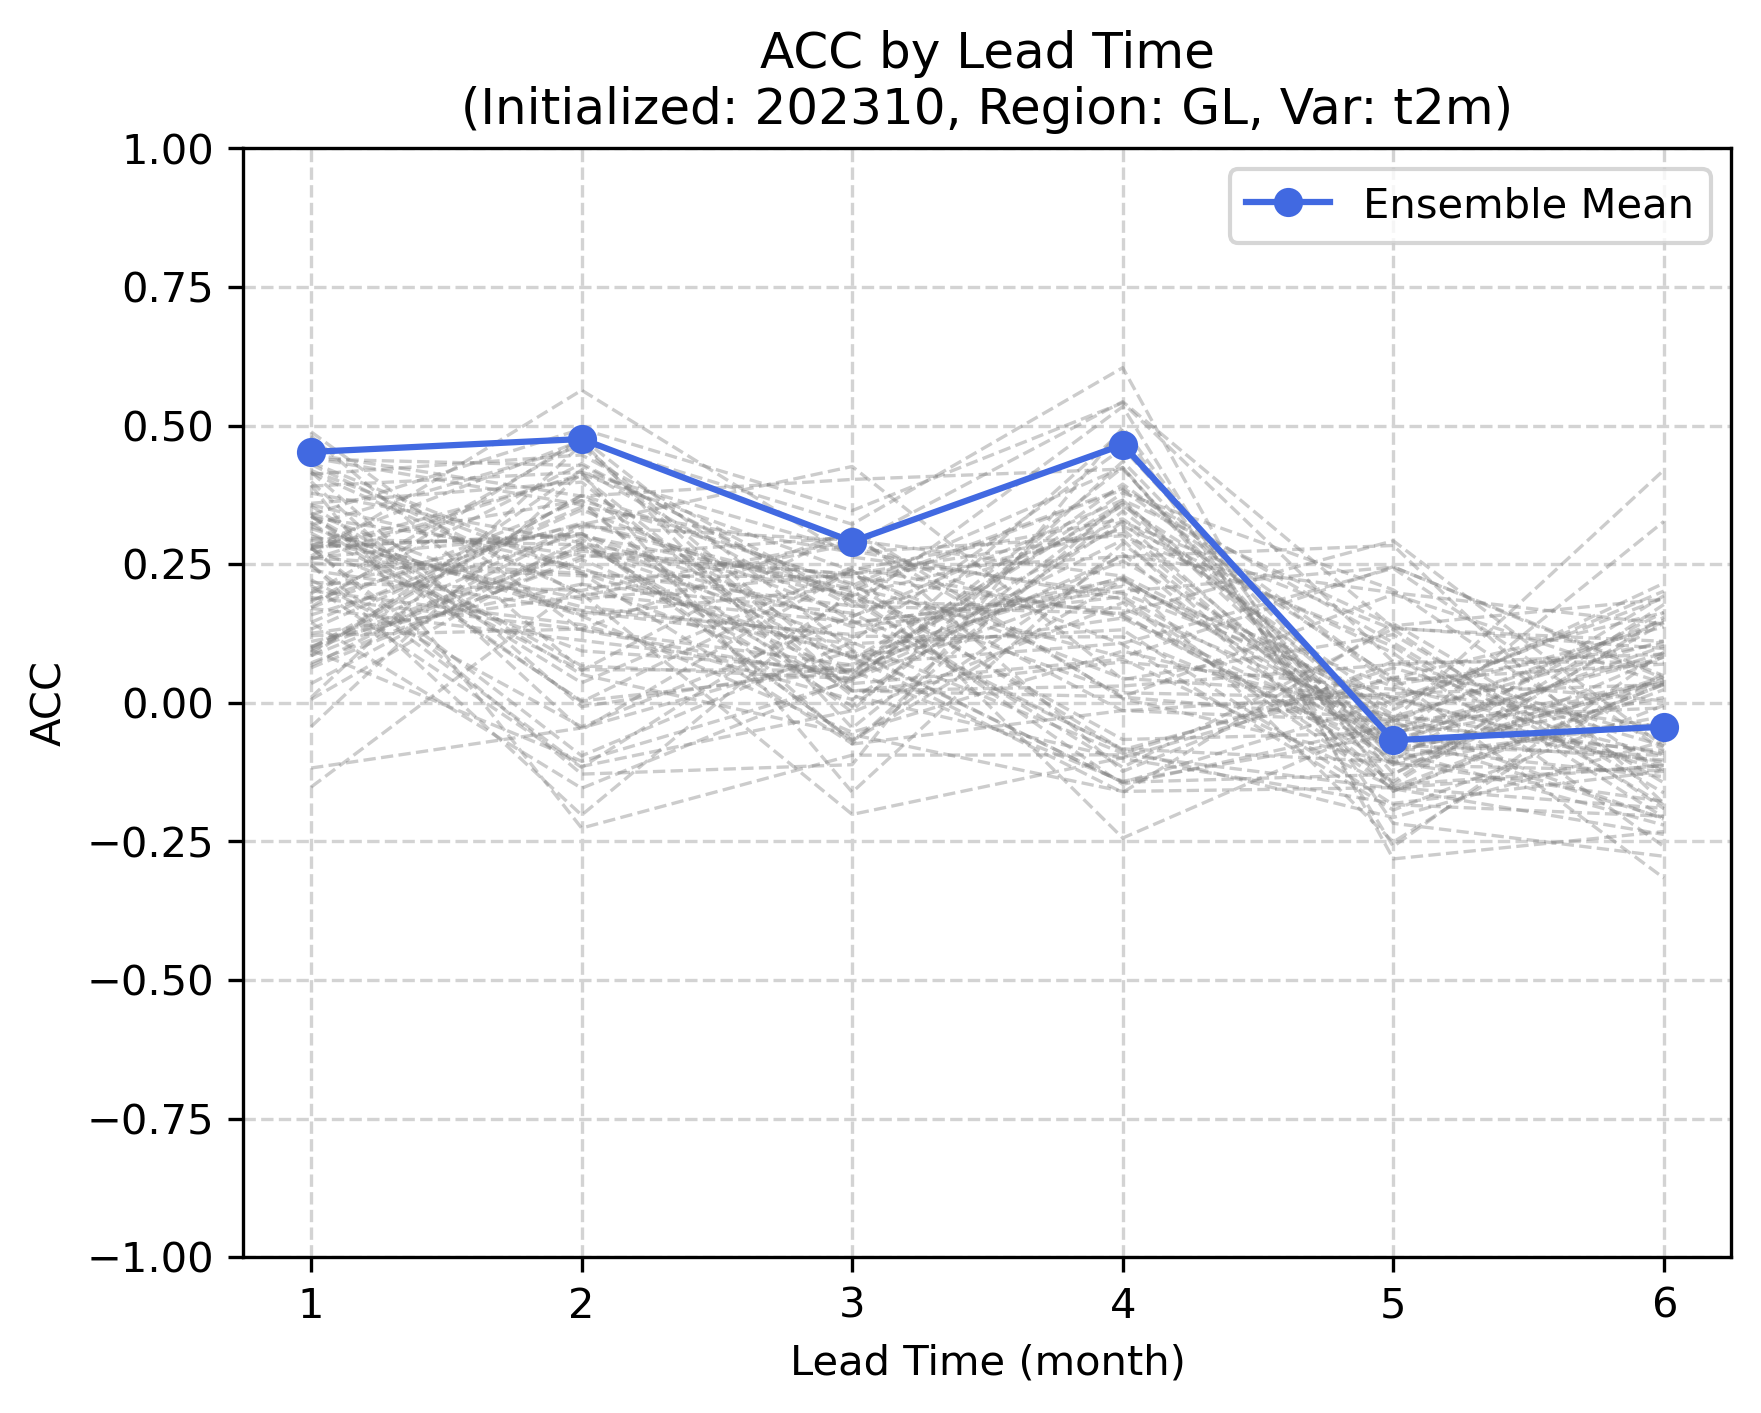 ACC by Lead Time
(Initialized: 202310, Region: GL, Var: t2m)
Ensemble Mean
1.00
0.75
0.50
0.25
0.00
−0.25
−0.50
−0.75
−1.00
ACC
1 2 3 4 5 6
Lead Time (month)